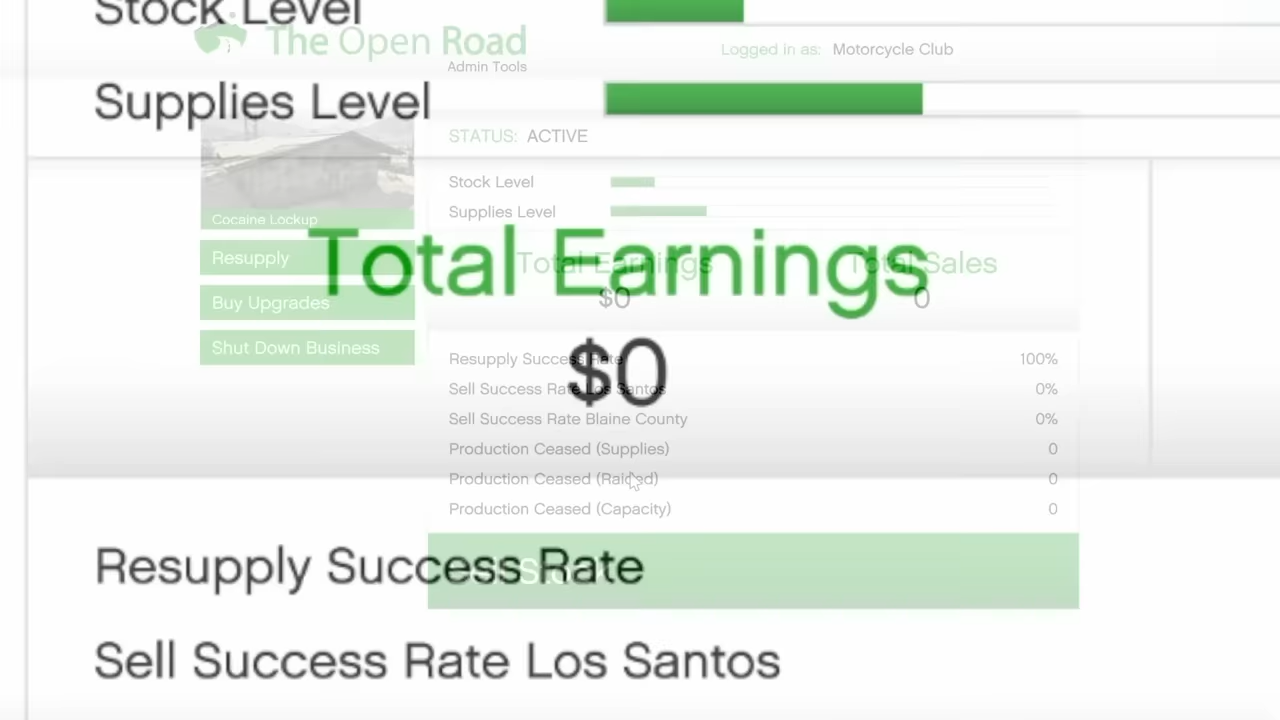 Stock Level
The Open Road
Admin Tools
Logged in as: Motorcycle Club
Supplies Level
STATUS: ACTIVE
Stock Level
Supplies Level
Cocaine Lockup
Resupply
Buy Upgrades
Shut Down Business
Total Earnings
$0
Total Earnings
$0
Total Sales
0
Resupply Success Rate 100%
Sell Success Rate Los Santos 0%
Sell Success Rate Blaine County 0%
Production Ceased (Supplies) 0
Production Ceased (Raided) 0
Production Ceased (Capacity) 0
Resupply Success Rate
Sell Success Rate Los Santos